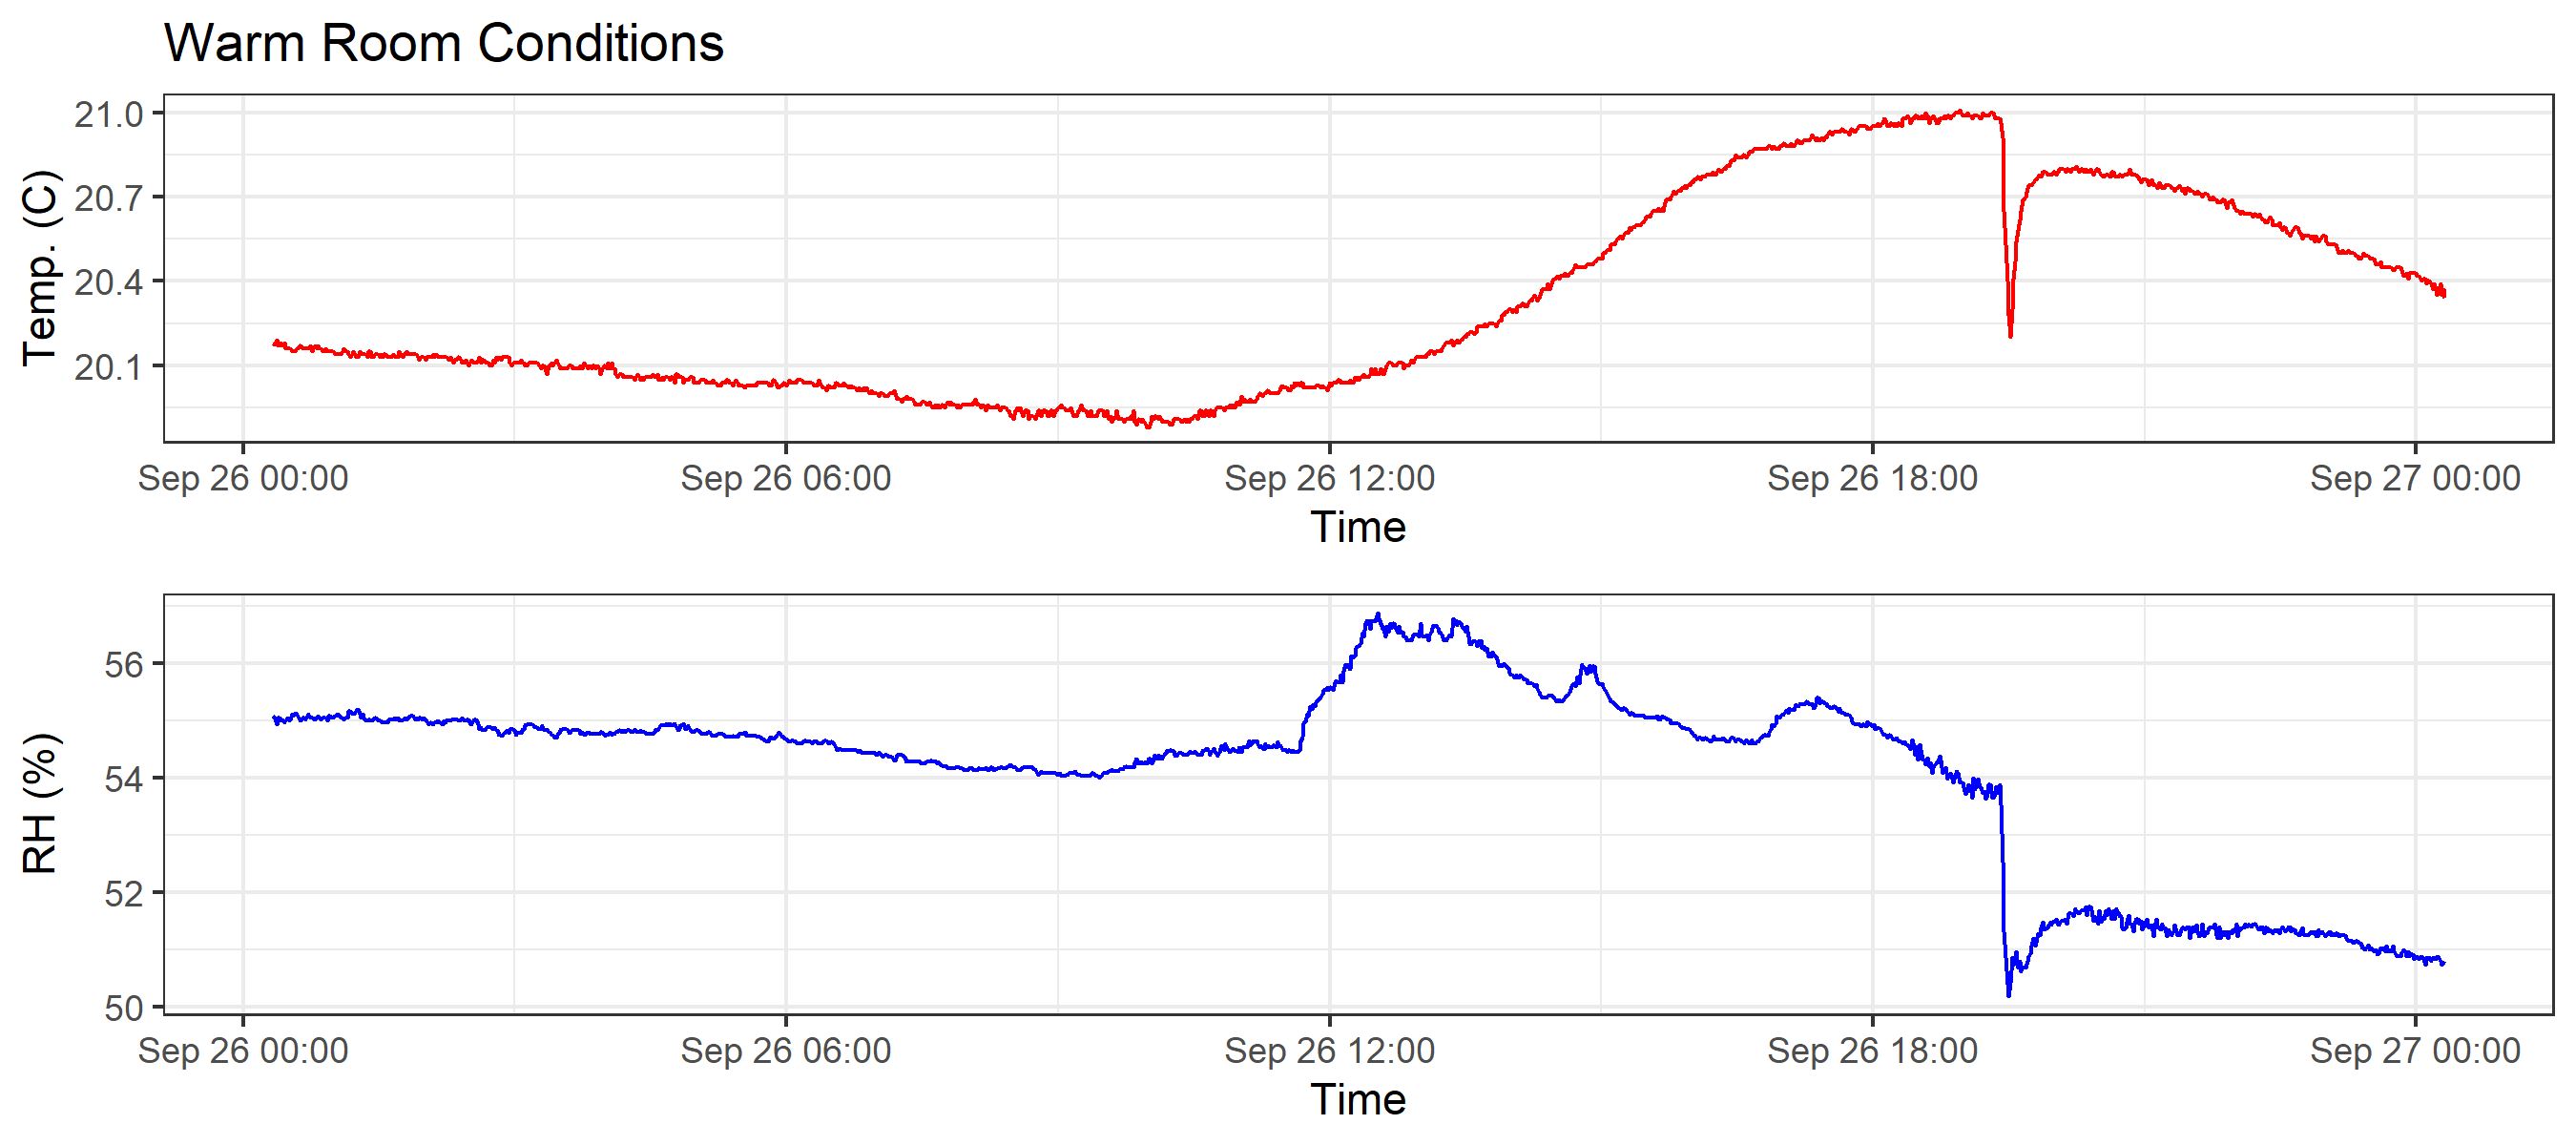 Warm Room Conditions
Temp. (C)
21.0
20.7
20.4
20.1
Sep 26 00:00 Sep 26 06:00 Sep 26 12:00 Sep 26 18:00 Sep 27 00:00
Time
RH (%)
56
54
52
50
Sep 26 00:00 Sep 26 06:00 Sep 26 12:00 Sep 26 18:00 Sep 27 00:00
Time